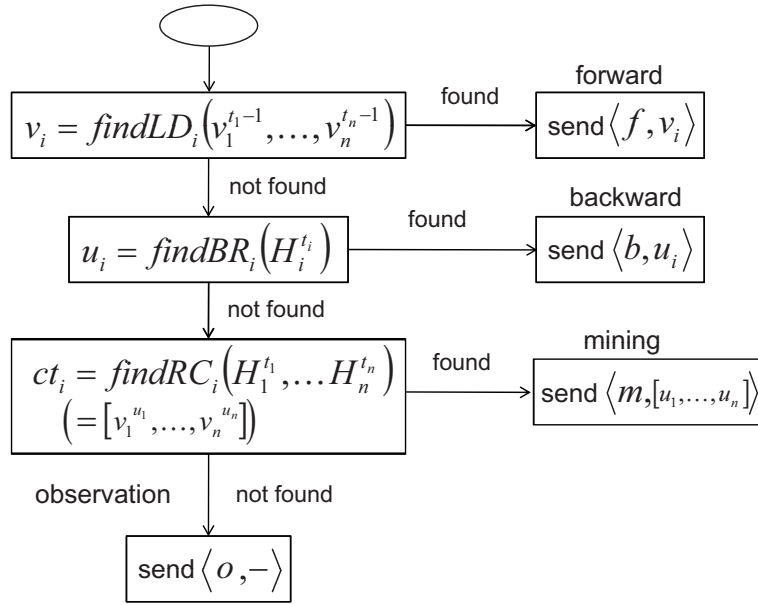 forward
v_i = findLD_i(v_1^{t_1-1},…,v_n^{t_n-1})
found
send⟨f,v_i⟩
not found
backward
u_i = findBR_i(H_i^{t_i})
found
send⟨b,u_i⟩
not found
mining
ct_i = findRC_i(H_1^{t_1},…H_n^{t_n})
(=[v_1^{u_1},…,v_n^{u_n}])
found
send⟨m,[u_1,…,u_n]⟩
observation
not found
send⟨o,−⟩